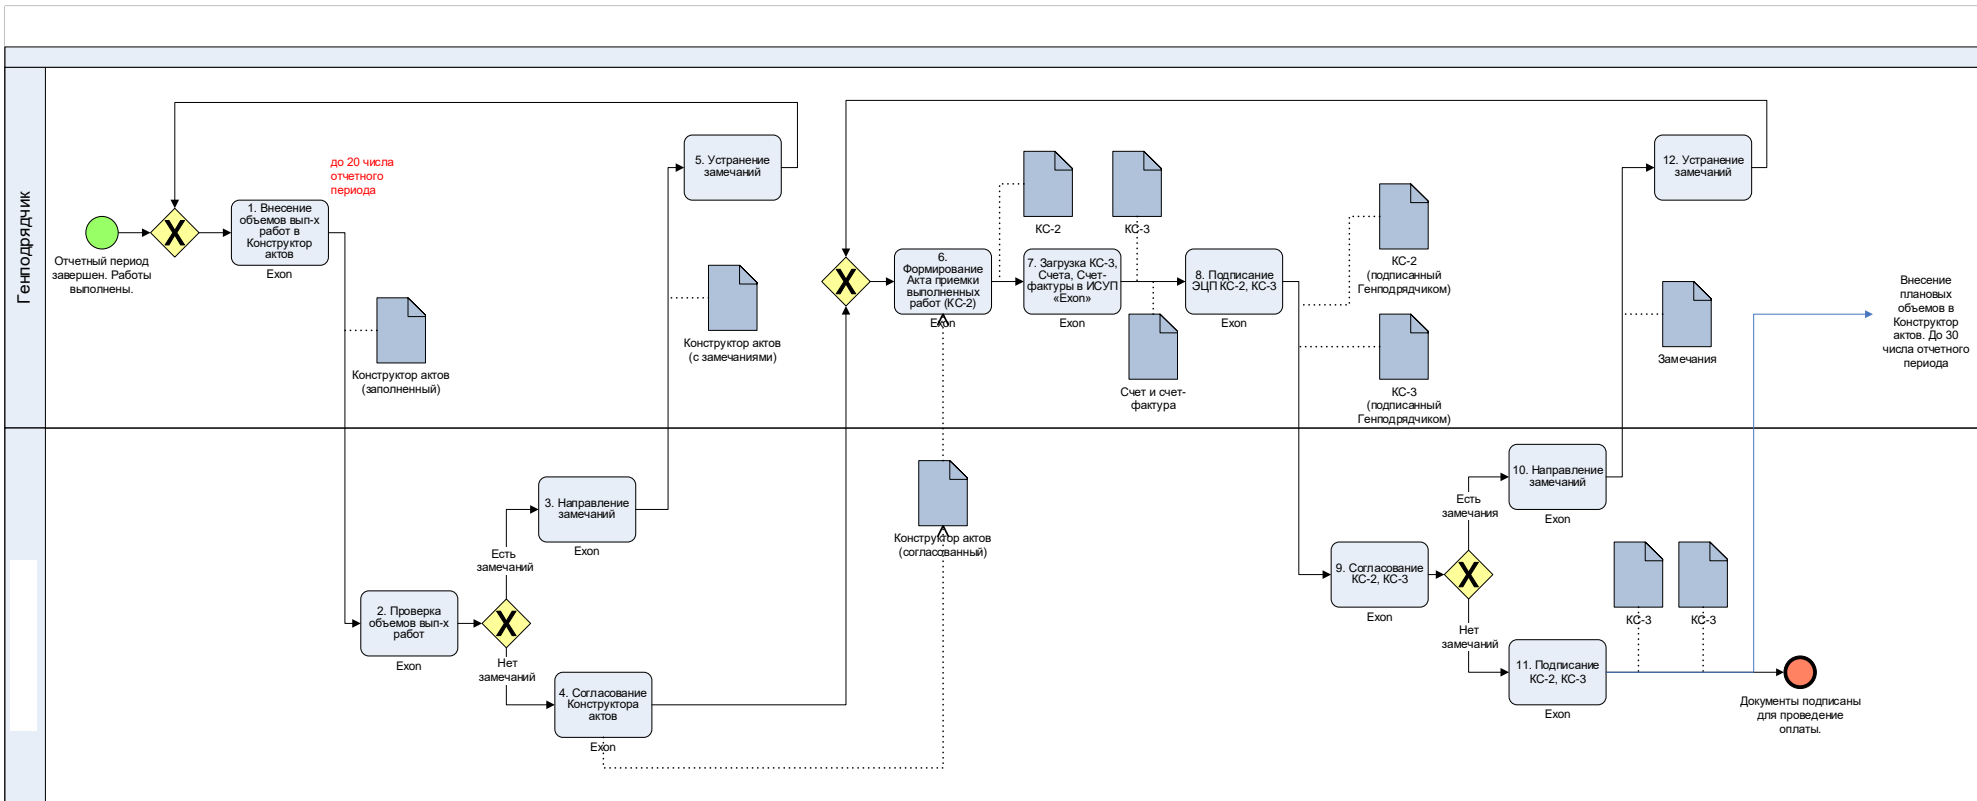 Генподрядчик
Отчетный период
завершен. Работы
выполнены.
X
1. Внесение
объемов вып-х
работ в
Конструктор
актов
Exon
до 20 числа
отчетного
периода
Конструктор актов
(заполненный)
5. Устранение
замечаний
Конструктор актов
(с замечаниями)
X
6.
Формирование
Акта приемки
выполненных
работ (КС-2)
Exon
КС-2
7. Загрузка КС-3,
Счета, Счет-
фактуры в ИСУП
«Exon»
Exon
КС-3
Счет и счет-
фактура
8. Подписание
ЭЦП КС-2, КС-3
Exon
КС-2
(подписанный
Генподрядчиком)
КС-3
(подписанный
Генподрядчиком)
12. Устранение
замечаний
Замечания
Внесение
плановых
объемов в
Конструктор
актов. До 30
числа отчетного
периода
2. Проверка
объемов вып-х
работ
Exon
X
Есть
замечаний
Нет
замечаний
3. Направление
замечаний
Exon
4. Согласование
Конструктора
актов
Exon
Конструктор актов
(согласованный)
9. Согласование
КС-2, КС-3
Exon
X
Есть
замечания
Нет
замечаний
10. Направление
замечаний
Exon
11. Подписание
КС-2, КС-3
Exon
КС-3
КС-3
Документы подписаны
для проведение
оплаты.